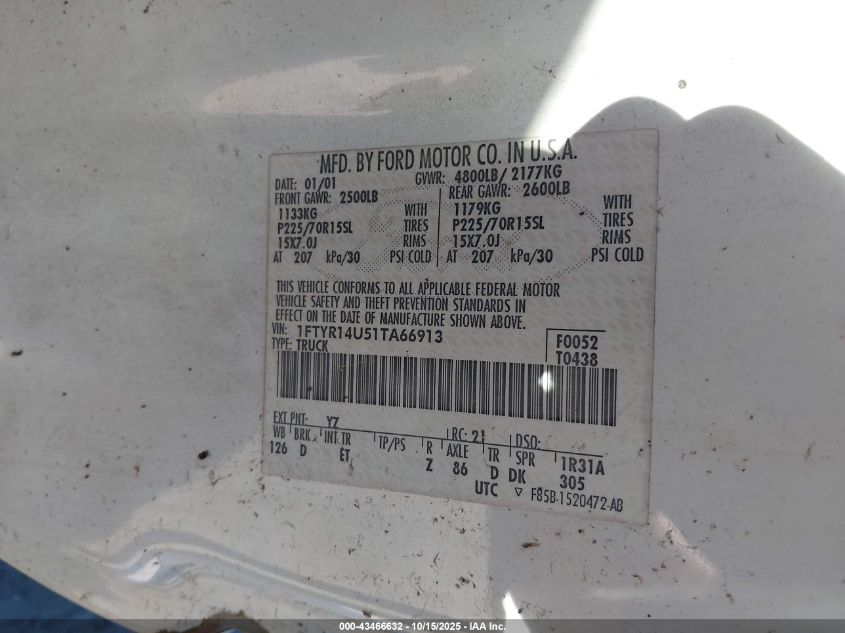 MFD. BY FORD MOTOR CO. IN U.S.A.
DATE: 01/01 GVWR: 4800LB/ 2177KG
FRONT GAWR: 2500LB REAR GAWR: 2600LB
1133KG WITH 1179KG WITH
P225/70R15SL TIRES P225/70R15SL TIRES
15X7.0J RIMS 15X7.0J RIMS
AT 207 kPa/30 PSI COLD AT 207 kPa/30 PSI COLD
THIS VEHICLE CONFORMS TO ALL APPLICABLE FEDERAL MOTOR
VEHICLE SAFETY AND THEFT PREVENTION STANDARDS IN
EFFECT ON THE DATE OF MANUFACTURE SHOWN ABOVE.
VIN: 1FTYR14U51TA66913 F0052
TYPE: TRUCK T0438
EXT PNT: YZ RC: 21 DSO:
WB BRK INT TR TP/PS R AXLE TR SPR 1R31A
126 D ET Z 86 D DK 305
UTC ▽ F85B-1520472-AB
000-43466632 - 10/15/2025 - IAA Inc.